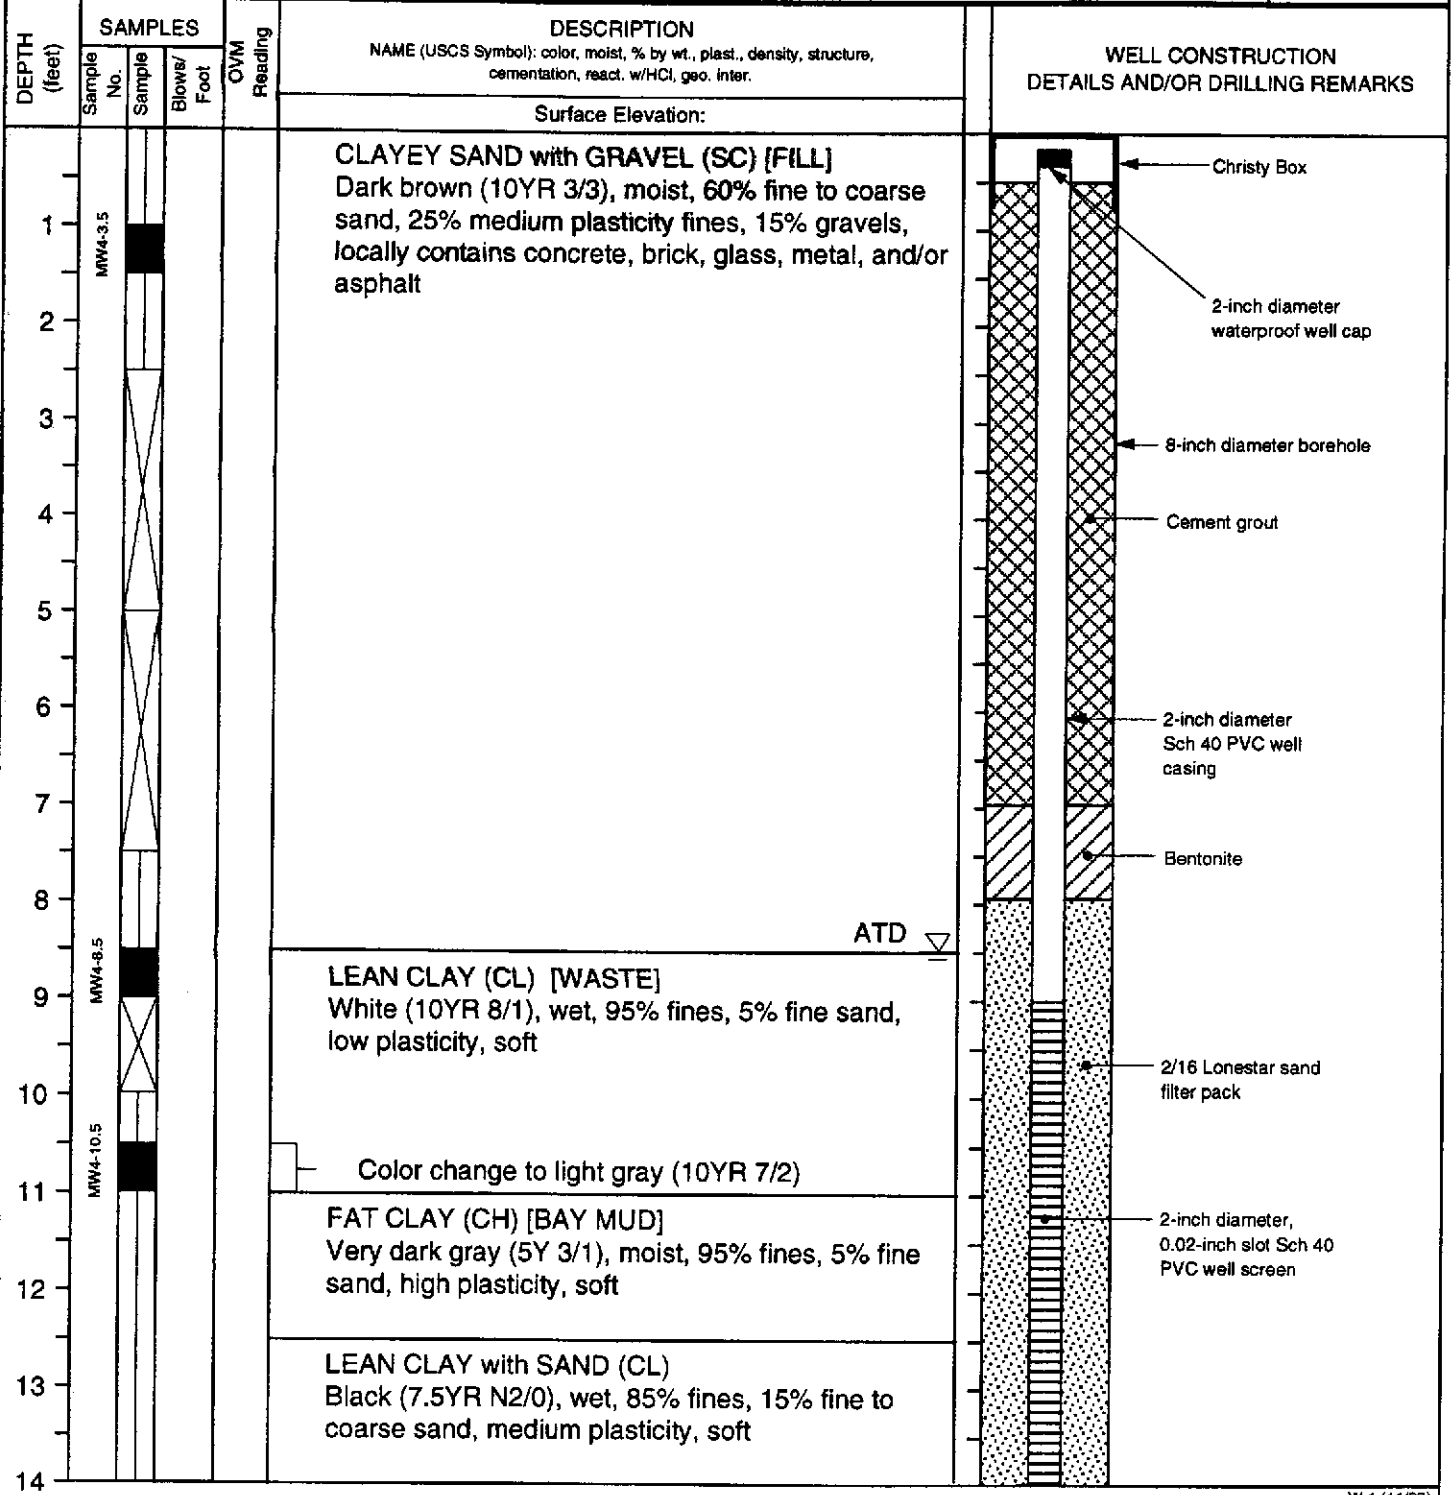 DEPTH
(feet)
SAMPLES
Sample
No.
Sample
Blows/
Foot
OVM
Reading
DESCRIPTION
NAME (USCS Symbol): color, moist, % by wt., plast., density, structure,
cementation, react. w/HCl, geo. inter.
Surface Elevation:
WELL CONSTRUCTION
DETAILS AND/OR DRILLING REMARKS
1
2
3
4
5
6
7
8
9
10
11
12
13
14
MW4-3.5
MW4-8.5
MW4-10.5
CLAYEY SAND with GRAVEL (SC) [FILL]
Dark brown (10YR 3/3), moist, 60% fine to coarse
sand, 25% medium plasticity fines, 15% gravels,
locally contains concrete, brick, glass, metal, and/or
asphalt
ATD
LEAN CLAY (CL) [WASTE]
White (10YR 8/1), wet, 95% fines, 5% fine sand,
low plasticity, soft
Color change to light gray (10YR 7/2)
FAT CLAY (CH) [BAY MUD]
Very dark gray (5Y 3/1), moist, 95% fines, 5% fine
sand, high plasticity, soft
LEAN CLAY with SAND (CL)
Black (7.5YR N2/0), wet, 85% fines, 15% fine to
coarse sand, medium plasticity, soft
Christy Box
2-inch diameter
waterproof well cap
8-inch diameter borehole
Cement grout
2-inch diameter
Sch 40 PVC well
casing
Bentonite
2/16 Lonestar sand
filter pack
2-inch diameter,
0.02-inch slot Sch 40
PVC well screen